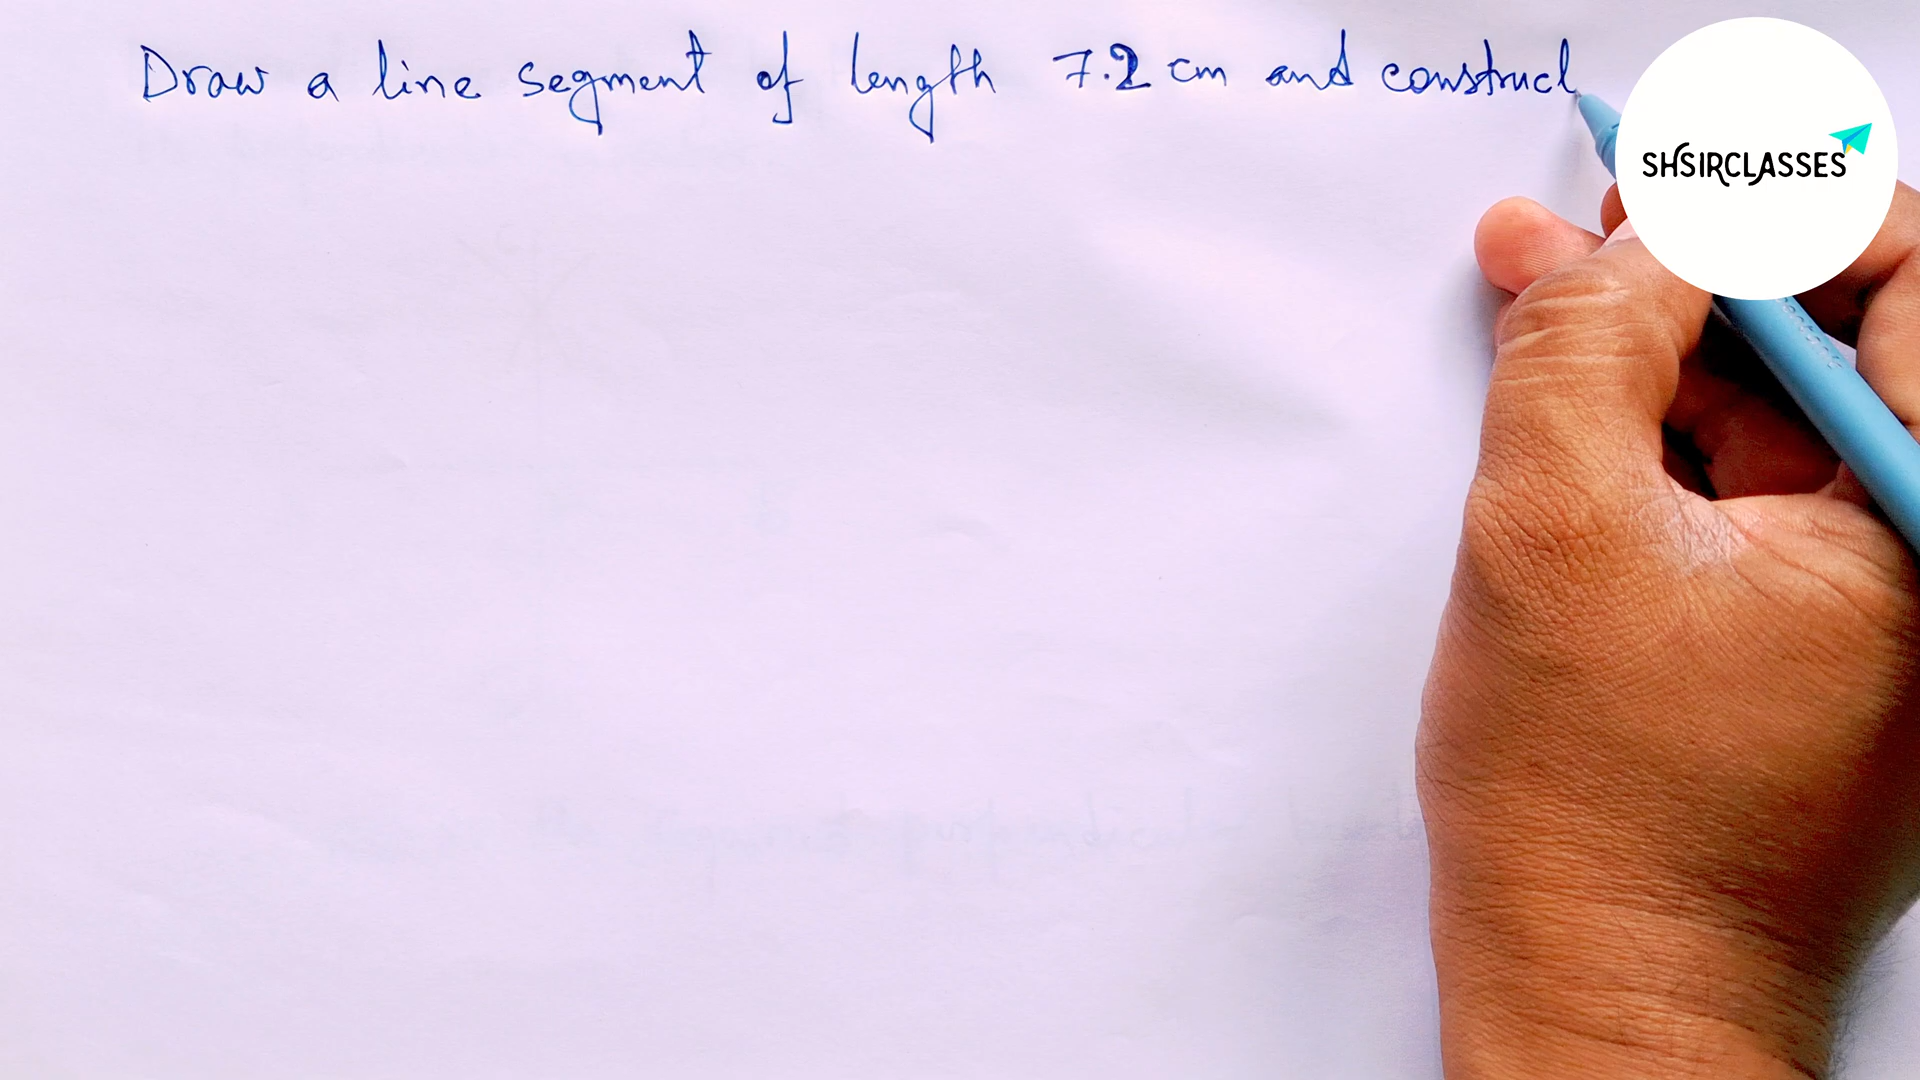 Draw a line segment of length 7.2 cm and construct
SHSIRCLASSES